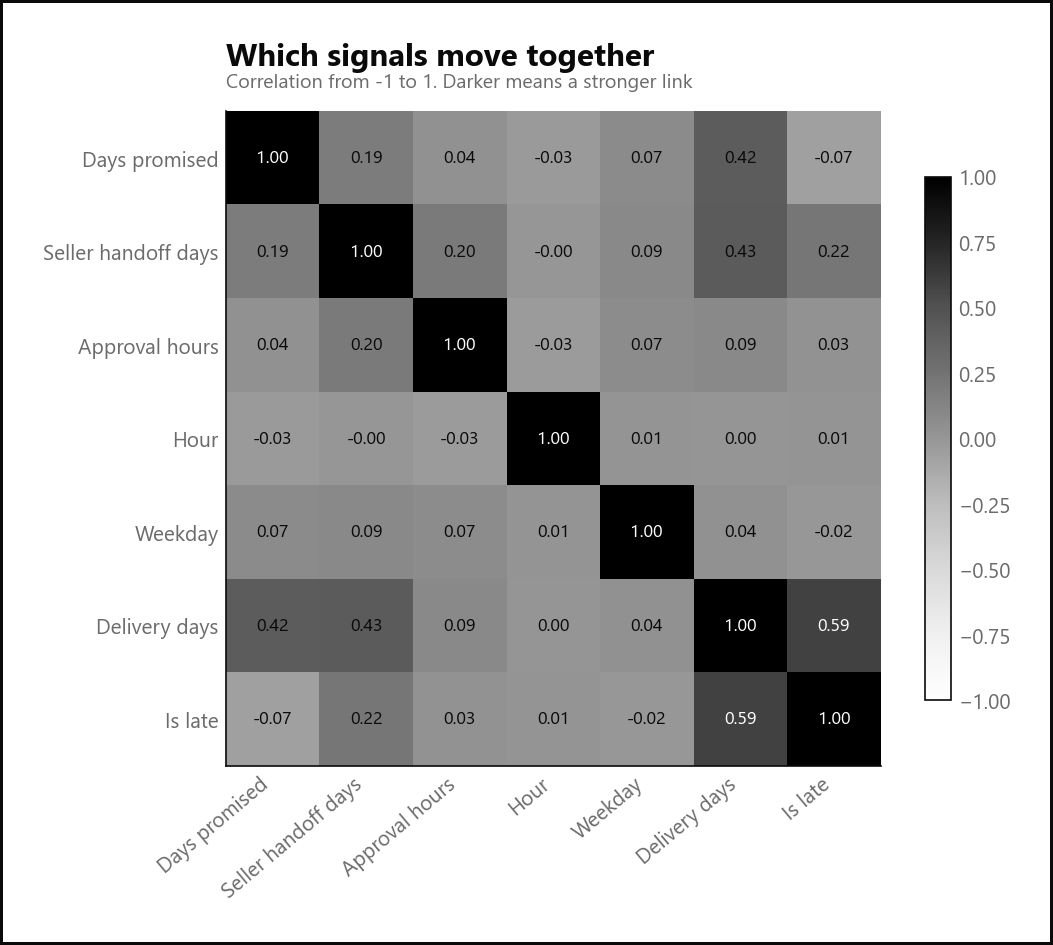 Which signals move together
Correlation from -1 to 1. Darker means a stronger link
Days promised 1.00 0.19 0.04 -0.03 0.07 0.42 -0.07
Seller handoff days 0.19 1.00 0.20 -0.00 0.09 0.43 0.22
Approval hours 0.04 0.20 1.00 -0.03 0.07 0.09 0.03
Hour -0.03 -0.00 -0.03 1.00 0.01 0.00 0.01
Weekday 0.07 0.09 0.07 0.01 1.00 0.04 -0.02
Delivery days 0.42 0.43 0.09 0.00 0.04 1.00 0.59
Is late -0.07 0.22 0.03 0.01 -0.02 0.59 1.00
Days promised
Seller handoff days
Approval hours
Hour
Weekday
Delivery days
Is late
1.00
0.75
0.50
0.25
0.00
−0.25
−0.50
−0.75
−1.00